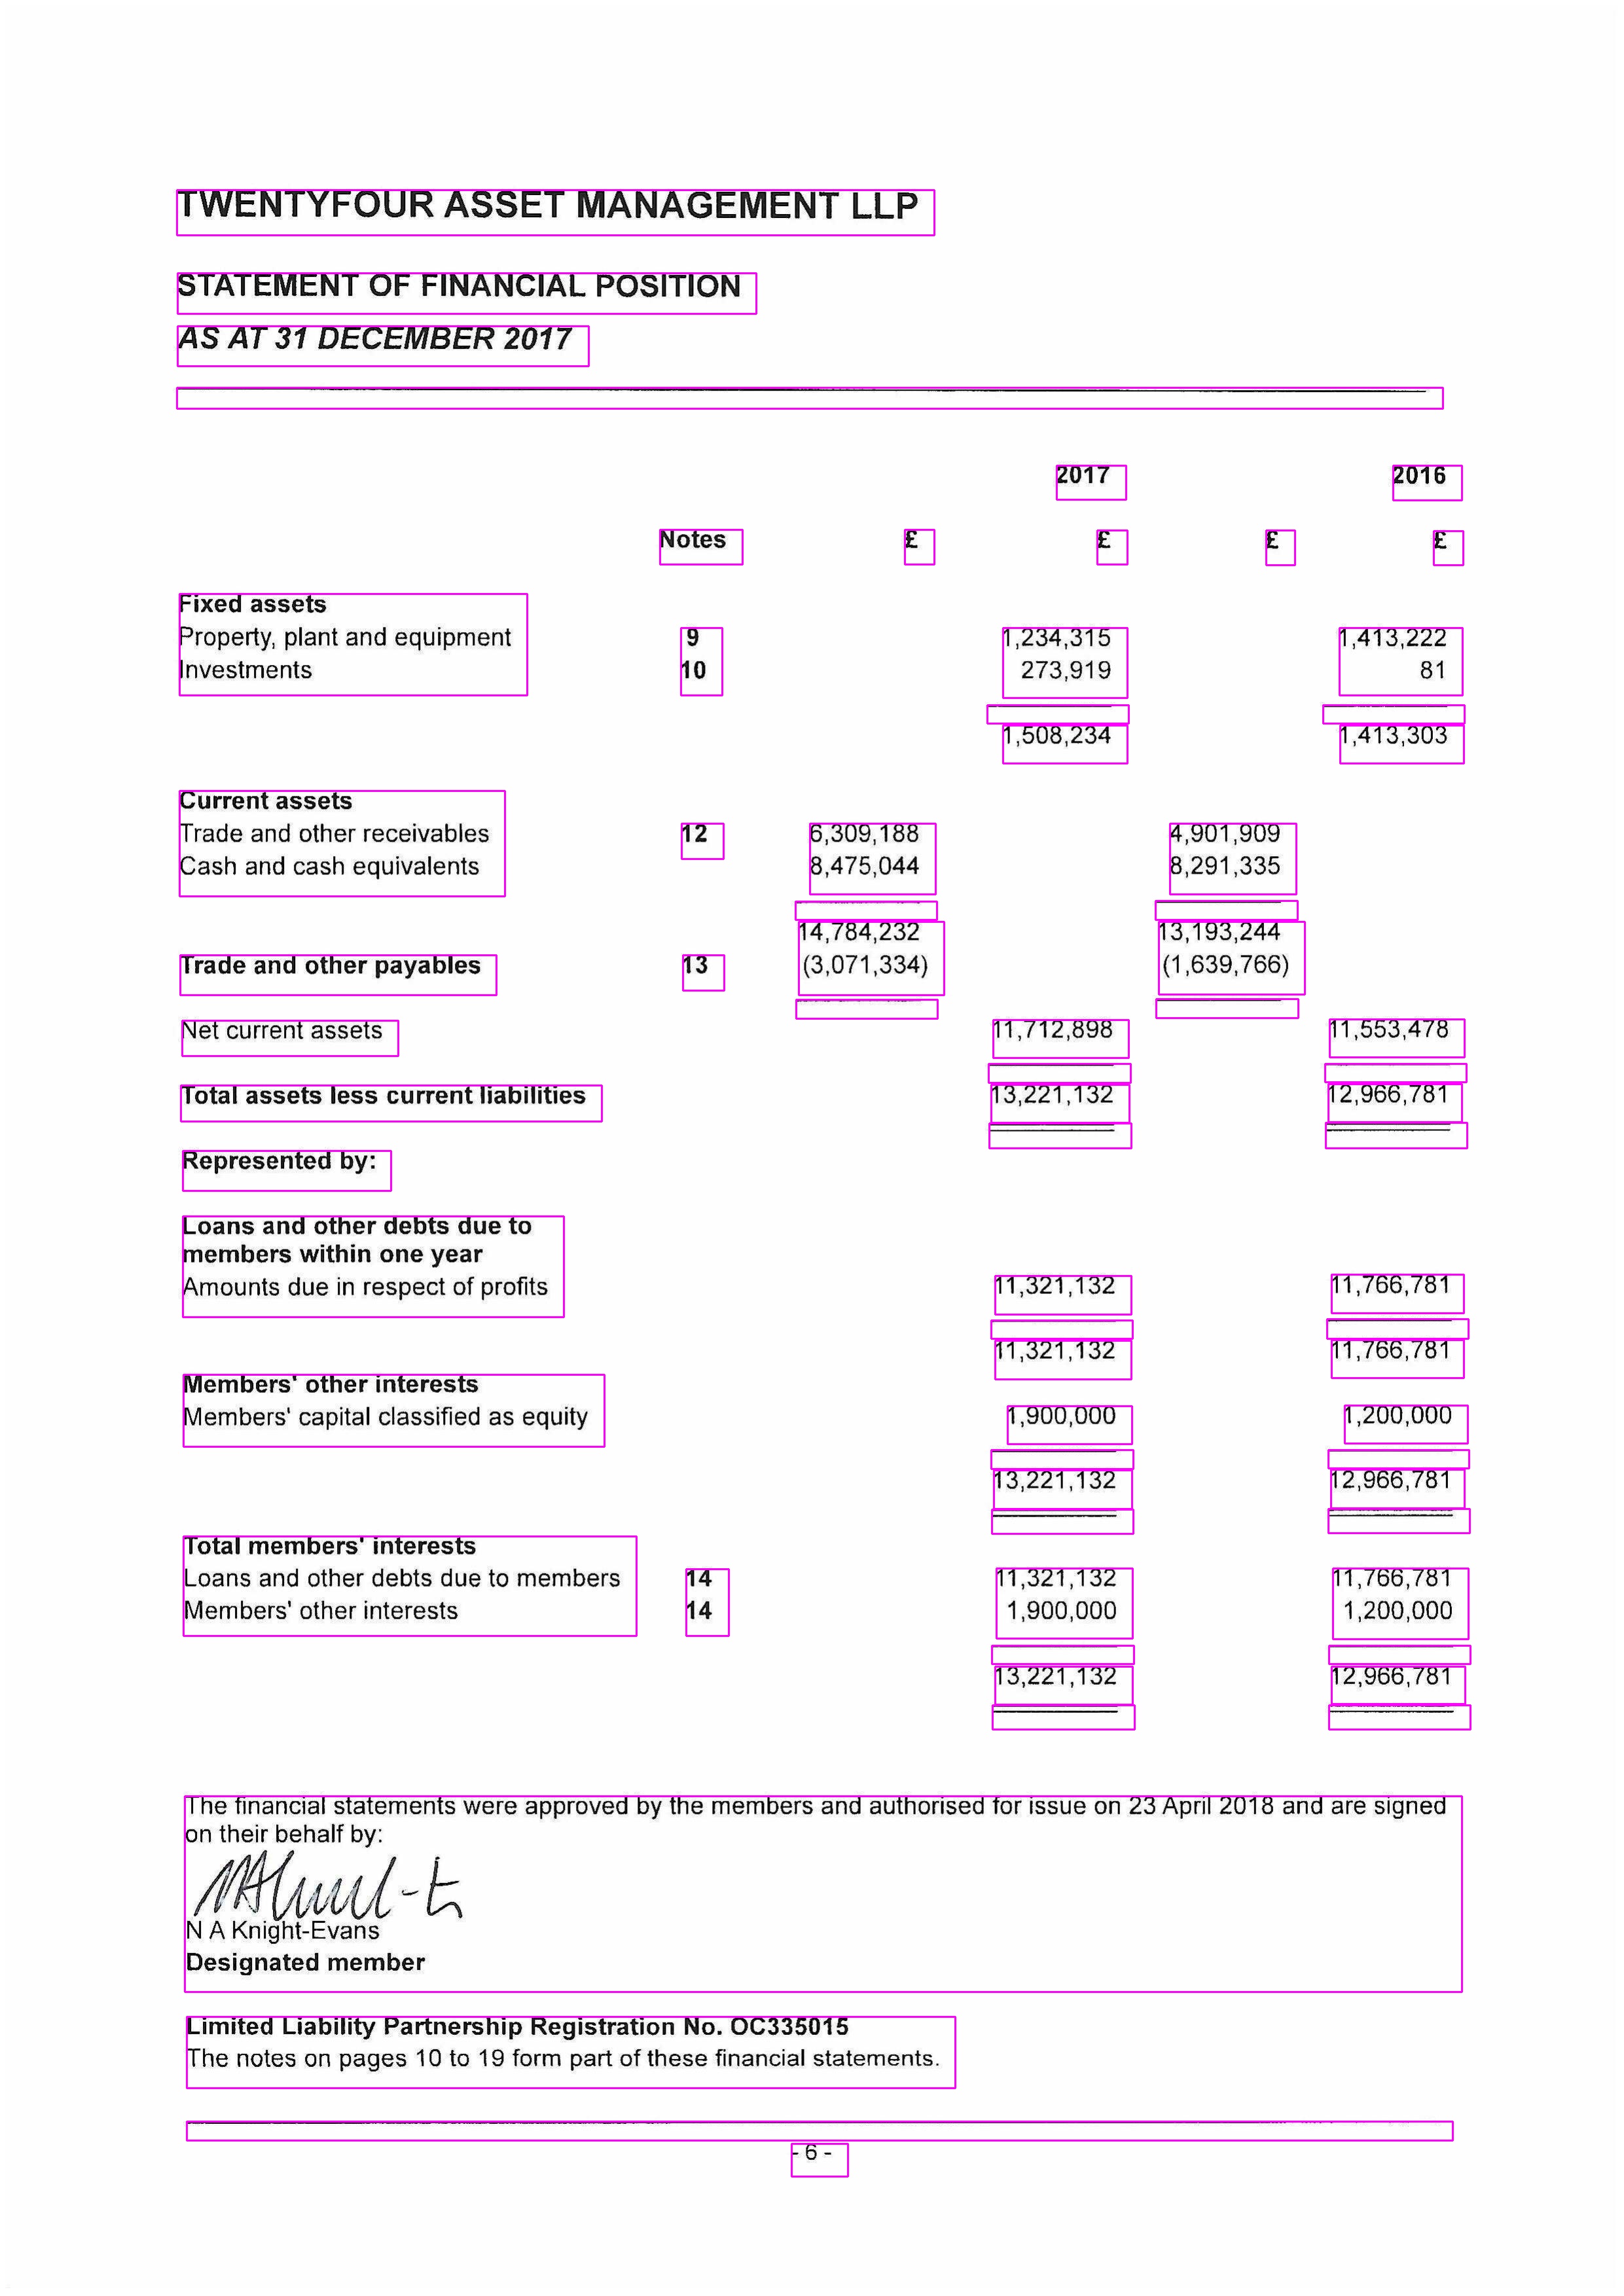 TWENTYFOUR ASSET MANAGEMENT LLP
STATEMENT OF FINANCIAL POSITION
AS AT 31 DECEMBER 2017
2017 2016
Notes £ £ £ £
Fixed assets
Property, plant and equipment 9 1,234,315 1,413,222
Investments 10 273,919 81
1,508,234 1,413,303
Current assets
Trade and other receivables 12 6,309,188 4,901,909
Cash and cash equivalents 8,475,044 8,291,335
14,784,232 13,193,244
Trade and other payables 13 (3,071,334) (1,639,766)
Net current assets 11,712,898 11,553,478
Total assets less current liabilities 13,221,132 12,966,781
Represented by:
Loans and other debts due to
members within one year
Amounts due in respect of profits 11,321,132 11,766,781
11,321,132 11,766,781
Members' other interests
Members' capital classified as equity 1,900,000 1,200,000
13,221,132 12,966,781
Total members' interests
Loans and other debts due to members 14 11,321,132 11,766,781
Members' other interests 14 1,900,000 1,200,000
13,221,132 12,966,781
The financial statements were approved by the members and authorised for issue on 23 April 2018 and are signed
on their behalf by:
N A Knight-Evans
Designated member
Limited Liability Partnership Registration No. OC335015
The notes on pages 10 to 19 form part of these financial statements.
- 6 -